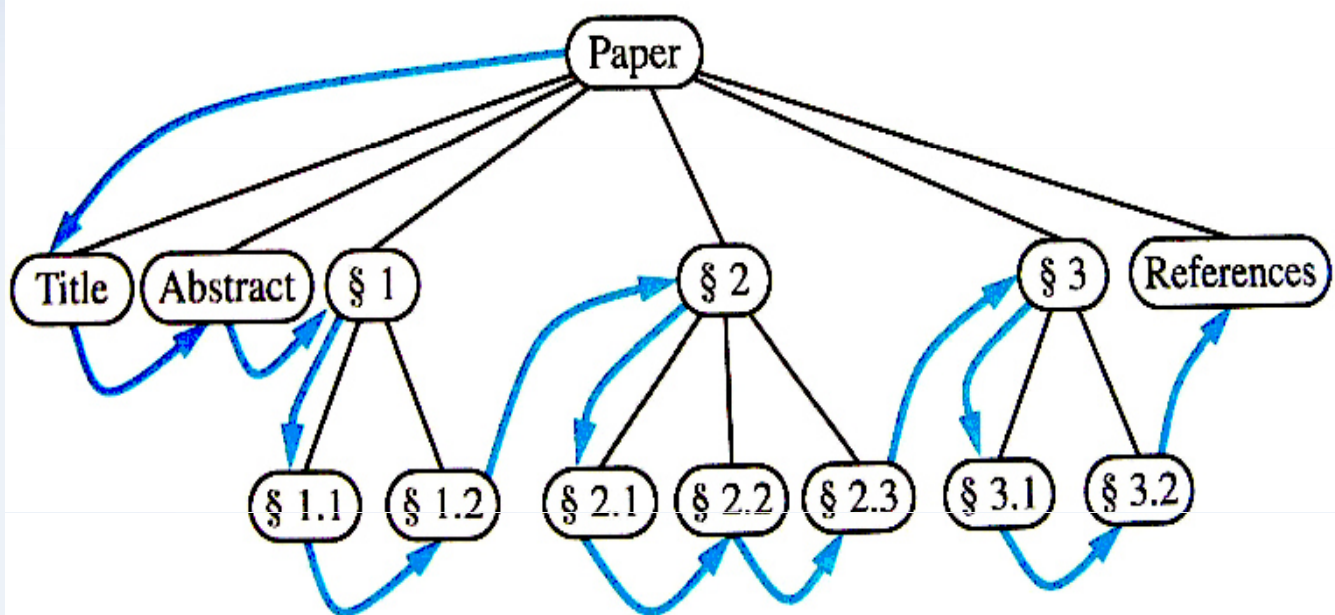 Paper
Title Abstract § 1 § 2 § 3 References
§ 1.1 § 1.2 § 2.1 § 2.2 § 2.3 § 3.1 § 3.2